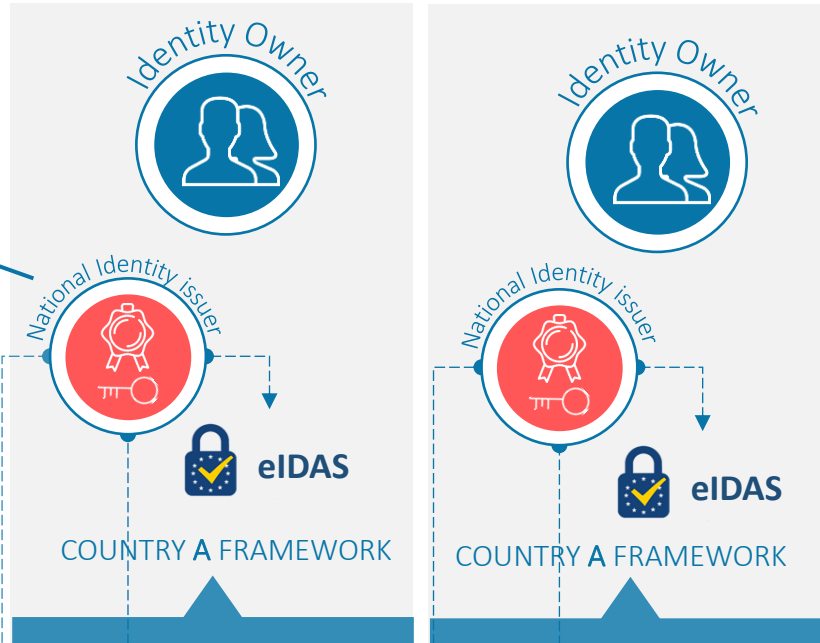 Identity Owner
National Identity issuer
eIDAS
COUNTRY A FRAMEWORK
Identity Owner
National Identity issuer
eIDAS
COUNTRY A FRAMEWORK